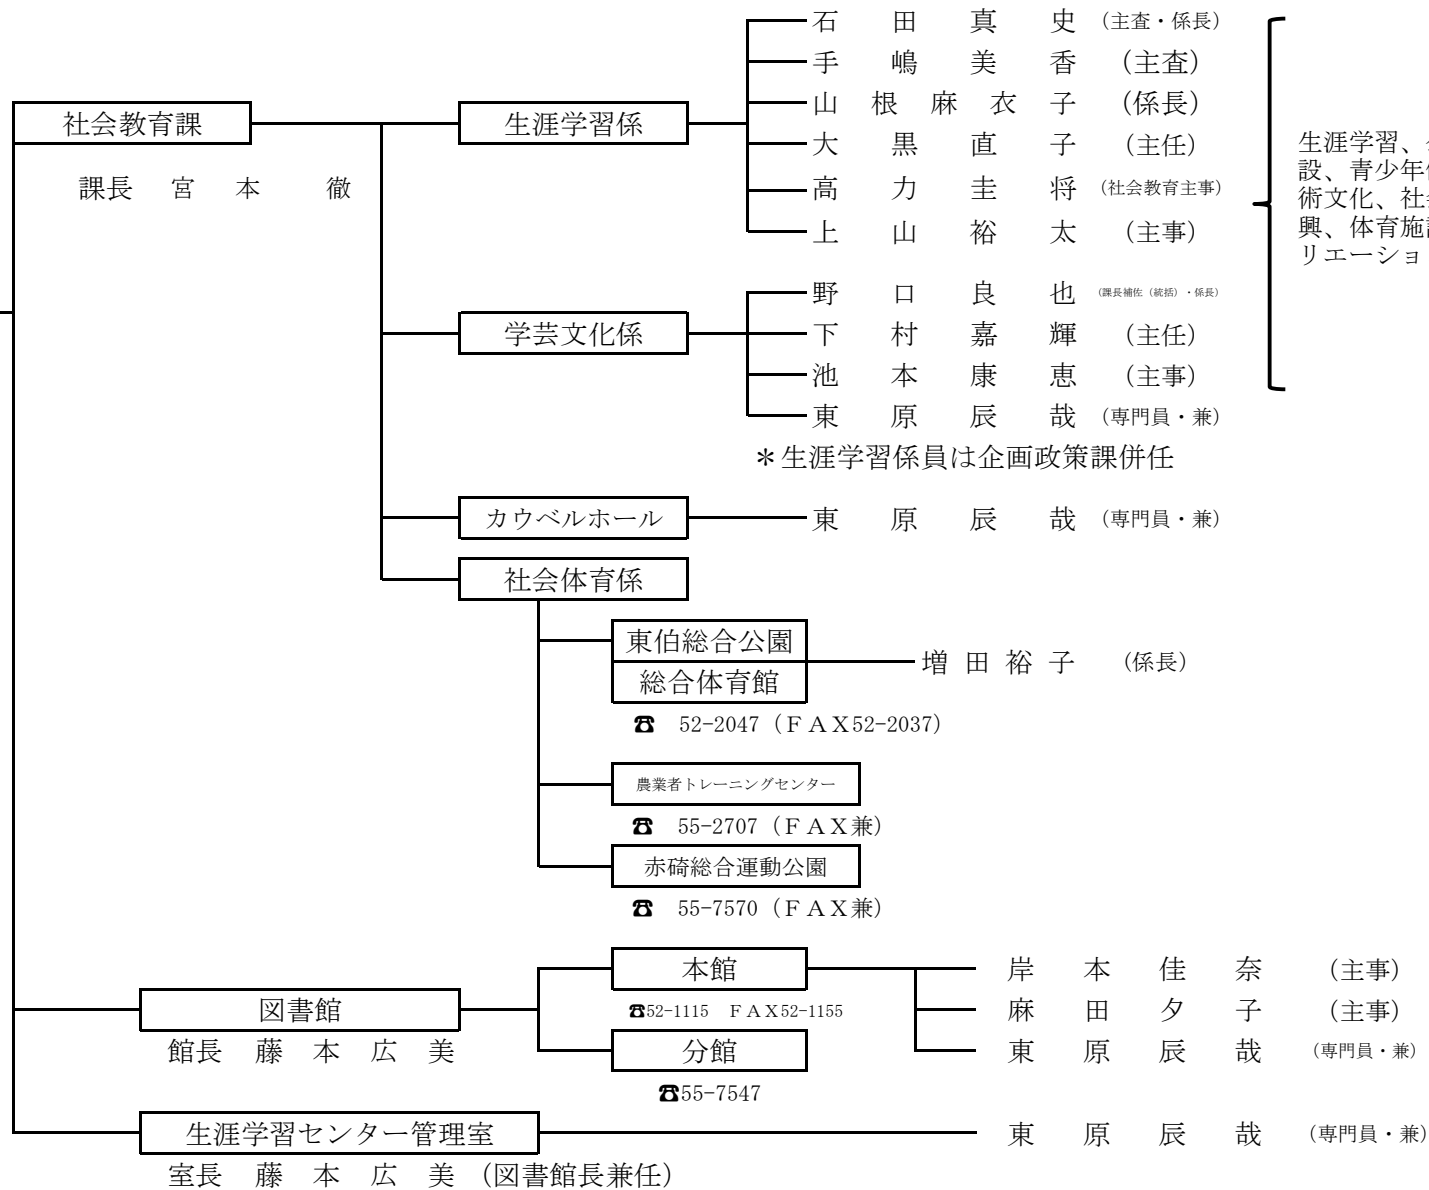 石田真史（主査・係長）
手嶋美香（主査）
社会教育課 生涯学習係 山根麻衣子（係長）
大黒直子（主任）
課長 宮本 徹 高力圭将（社会教育主事）
上山裕太（主事）
生涯学習、
設、青少年
術文化、社
興、体育施
リエーショ
野口良也（課長補佐（統括）・係長）
学芸文化係 下村嘉輝（主任）
池本康恵（主事）
東原辰哉（専門員・兼）
＊生涯学習係員は企画政策課併任
カウベルホール 東原辰哉（専門員・兼）
社会体育係
東伯総合公園
総合体育館 増田裕子（係長）
☎ 52-2047（ＦＡＸ52-2037）
農業者トレーニングセンター
☎ 55-2707（ＦＡＸ兼）
赤碕総合運動公園
☎ 55-7570（ＦＡＸ兼）
本館 岸本佳奈（主事）
図書館 ☎52-1115 ＦＡＸ52-1155 麻田夕子（主事）
館長 藤本広美 分館 東原辰哉（専門員・兼）
☎55-7547
生涯学習センター管理室 東原辰哉（専門員・兼）
室長 藤本広美（図書館長兼任）